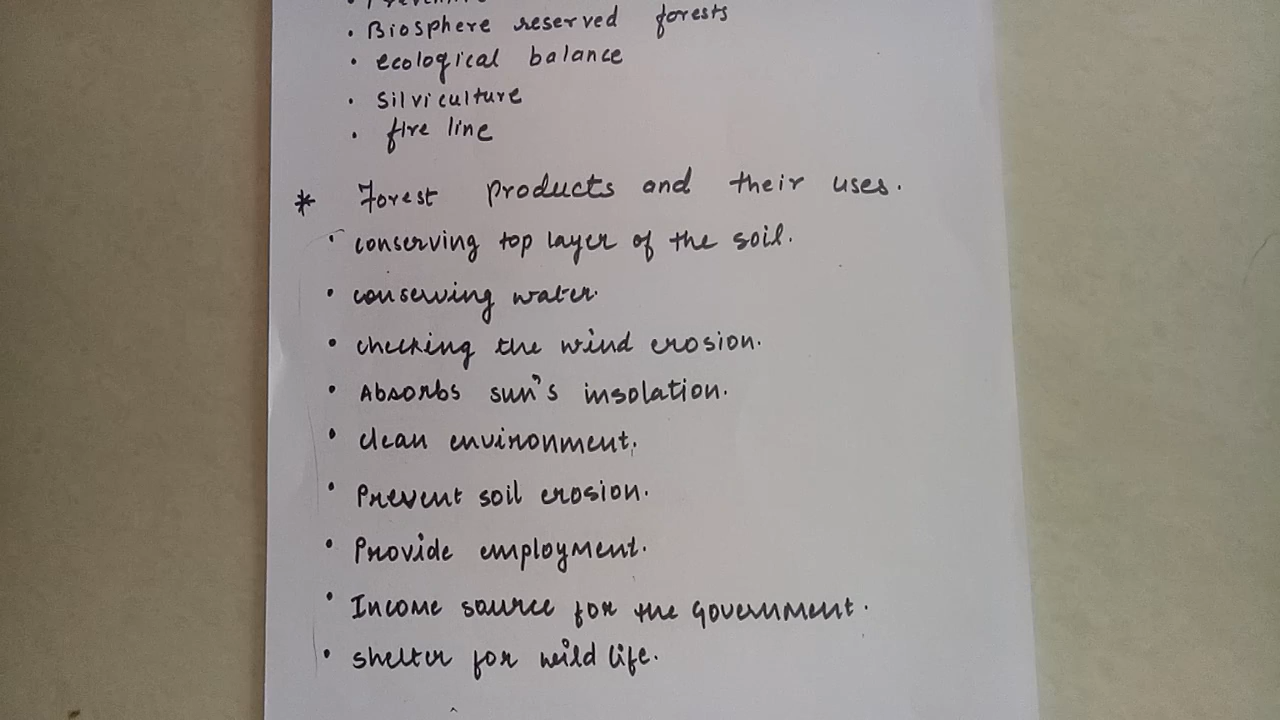 • Biosphere reserved forests
• ecological balance
• silviculture
• fire line
* Forest products and their uses.
• conserving top layer of the soil.
• conserving water.
• checking the wind erosion.
• Absorbs sun's insolation.
• clean environment.
• Prevent soil erosion.
• Provide employment.
• Income source for the Government.
• shelter for wild life.